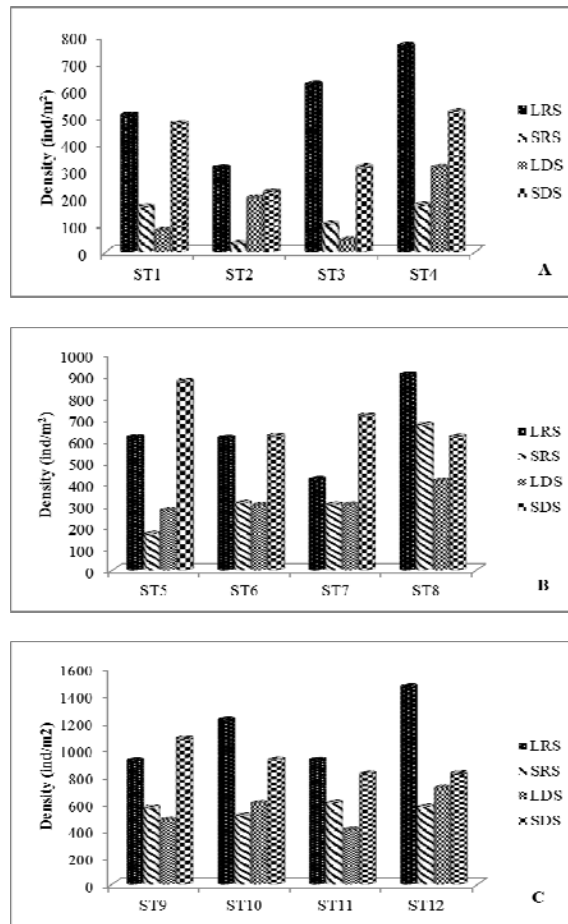 800
700
600
500
400
300
200
100
0
Density (ind/m²)
ST1 ST2 ST3 ST4
LRS
SRS
LDS
SDS
A
1000
900
800
700
600
500
400
300
200
100
0
Density (ind/m²)
ST5 ST6 ST7 ST8
LRS
SRS
LDS
SDS
B
1600
1400
1200
1000
800
600
400
200
0
Density (ind/m2)
ST9 ST10 ST11 ST12
LRS
SRS
LDS
SDS
C